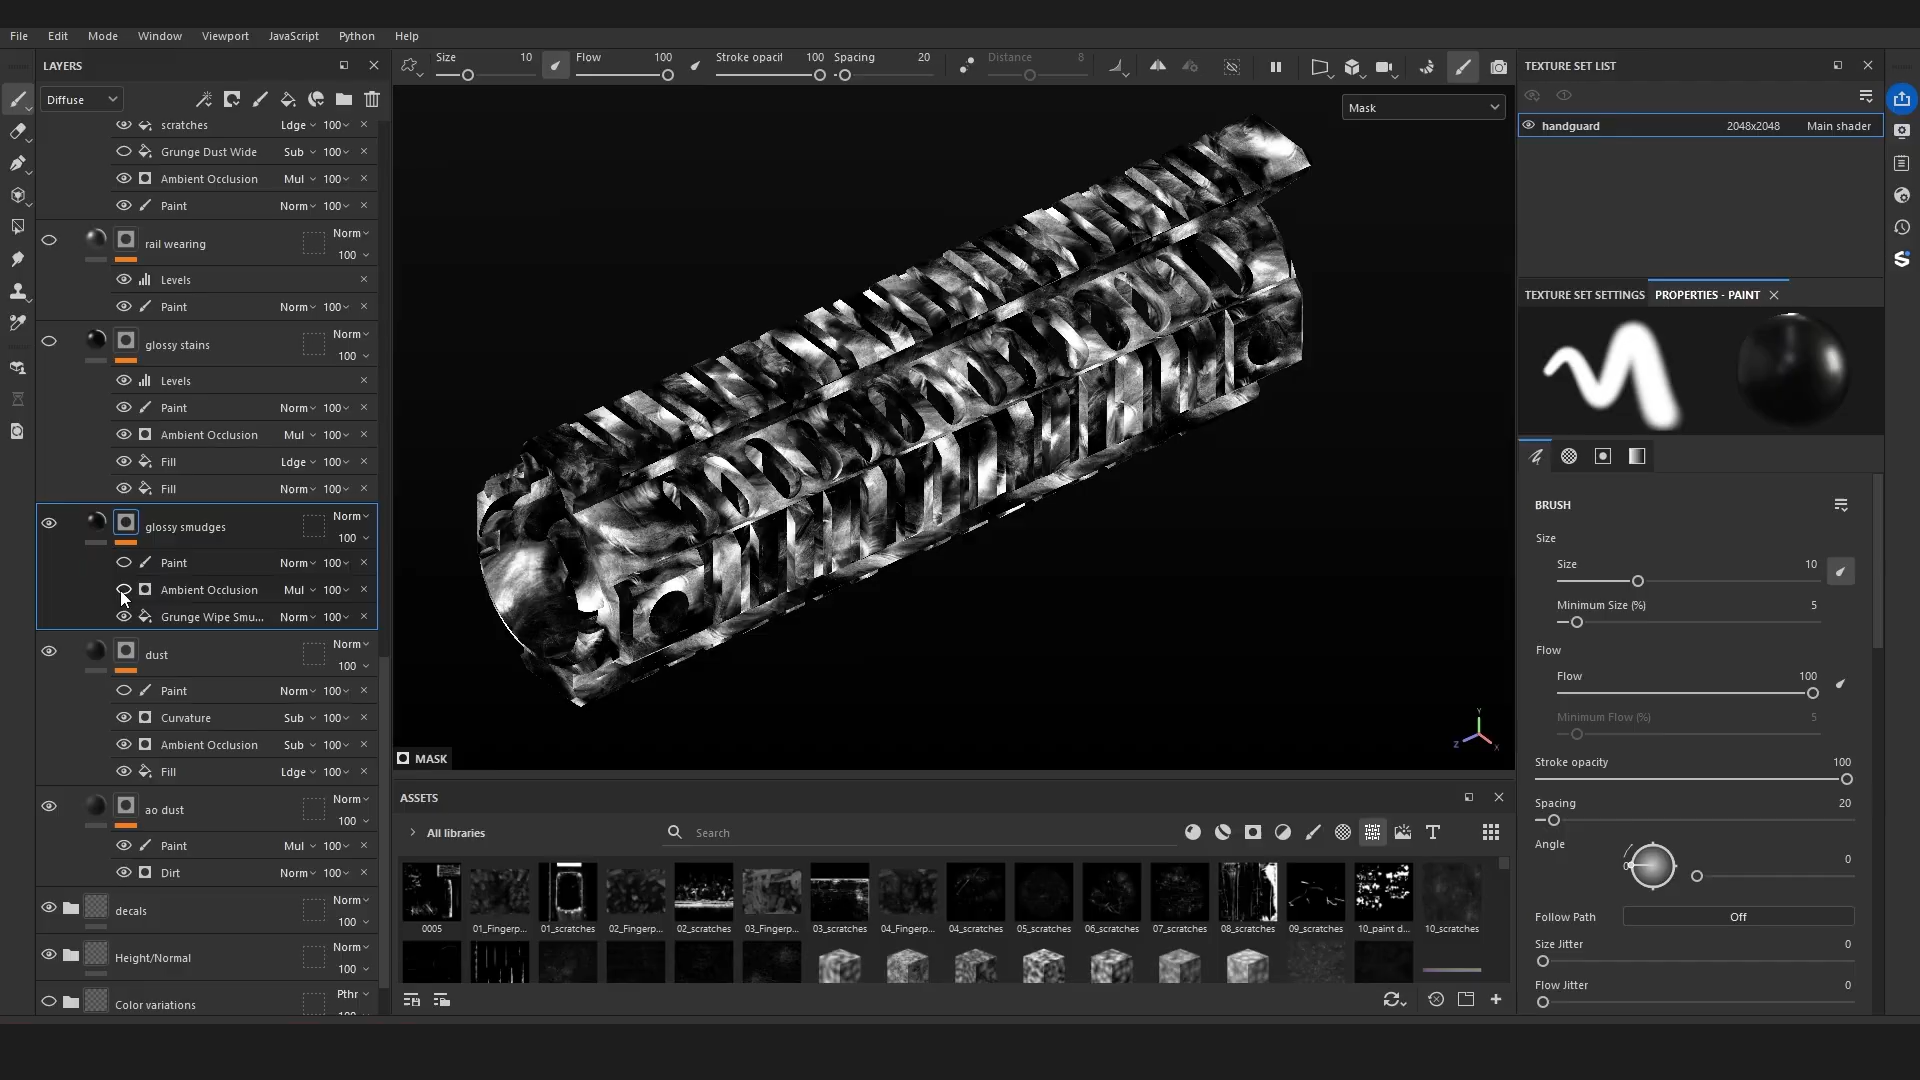 File Edit Mode Window Viewport JavaScript Python Help
LAYERS
Size 10 Flow 100 Stroke opacit 100 Spacing 20 Distance 8
TEXTURE SET LIST
Diffuse
Mask
scratches Ldge 100
Grunge Dust Wide Sub 100
Ambient Occlusion Mul 100
Paint Norm 100
rail wearing Norm
100
Levels
Paint Norm 100
glossy stains Norm
100
Levels
Paint Norm 100
Ambient Occlusion Mul 100
Fill Ldge 100
Fill Norm 100
glossy smudges Norm
100
Paint Norm 100
Ambient Occlusion Mul 100
Grunge Wipe Smu... Norm 100
dust Norm
100
Paint Norm 100
Curvature Sub 100
Ambient Occlusion Sub 100
Fill Ldge 100
ao dust Norm
100
Paint Mul 100
Dirt Norm 100
decals Norm
100
Height/Normal Norm
100
Color variations Pthr
100
MASK
Y
Z
X
ASSETS
All libraries
Search
0005 01_Fingerp... 01_scratches 02_Fingerp... 02_scratches 03_Fingerp... 03_scratches 04_Fingerp... 04_scratches 05_scratches 06_scratches 07_scratches 08_scratches 09_scratches 10_paint d... 10_scratches
handguard 2048x2048 Main shader
TEXTURE SET SETTINGS PROPERTIES - PAINT
BRUSH
Size
Size 10
Minimum Size (%) 5
Flow
Flow 100
Minimum Flow (%) 5
Stroke opacity 100
Spacing 20
Angle 0
0
Follow Path Off
Size Jitter 0
Flow Jitter 0